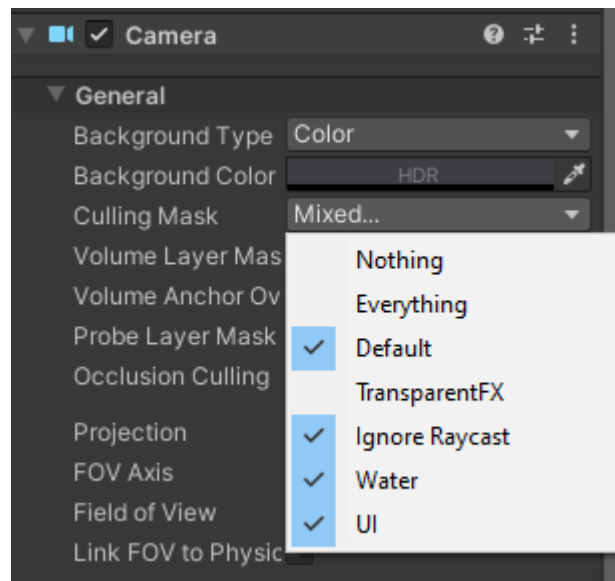 Camera
General
Background Type Color
Background Color HDR
Culling Mask Mixed...
Volume Layer Mas
Nothing
Volume Anchor Ov
Everything
Probe Layer Mask
Default
Occlusion Culling
TransparentFX
Projection
Ignore Raycast
FOV Axis
Water
Field of View
UI
Link FOV to Physic